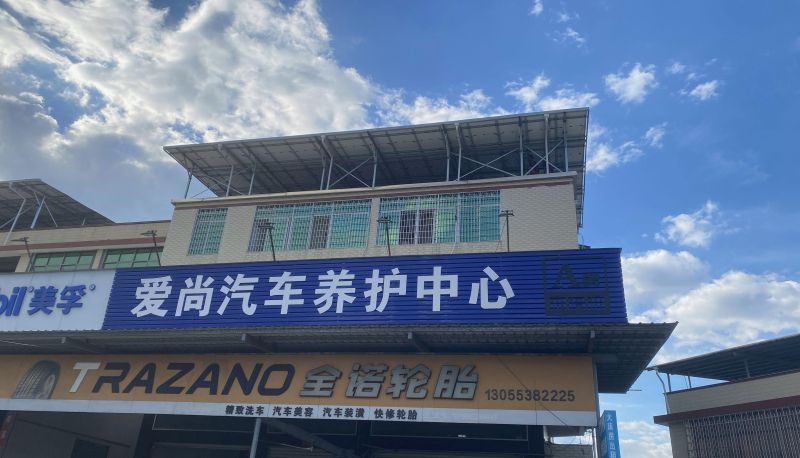 bil 美孚
爱尚汽车养护中心
TRAZANO 全诺轮胎 13055382225
精致洗车 汽车美容 汽车装潢 快修轮胎